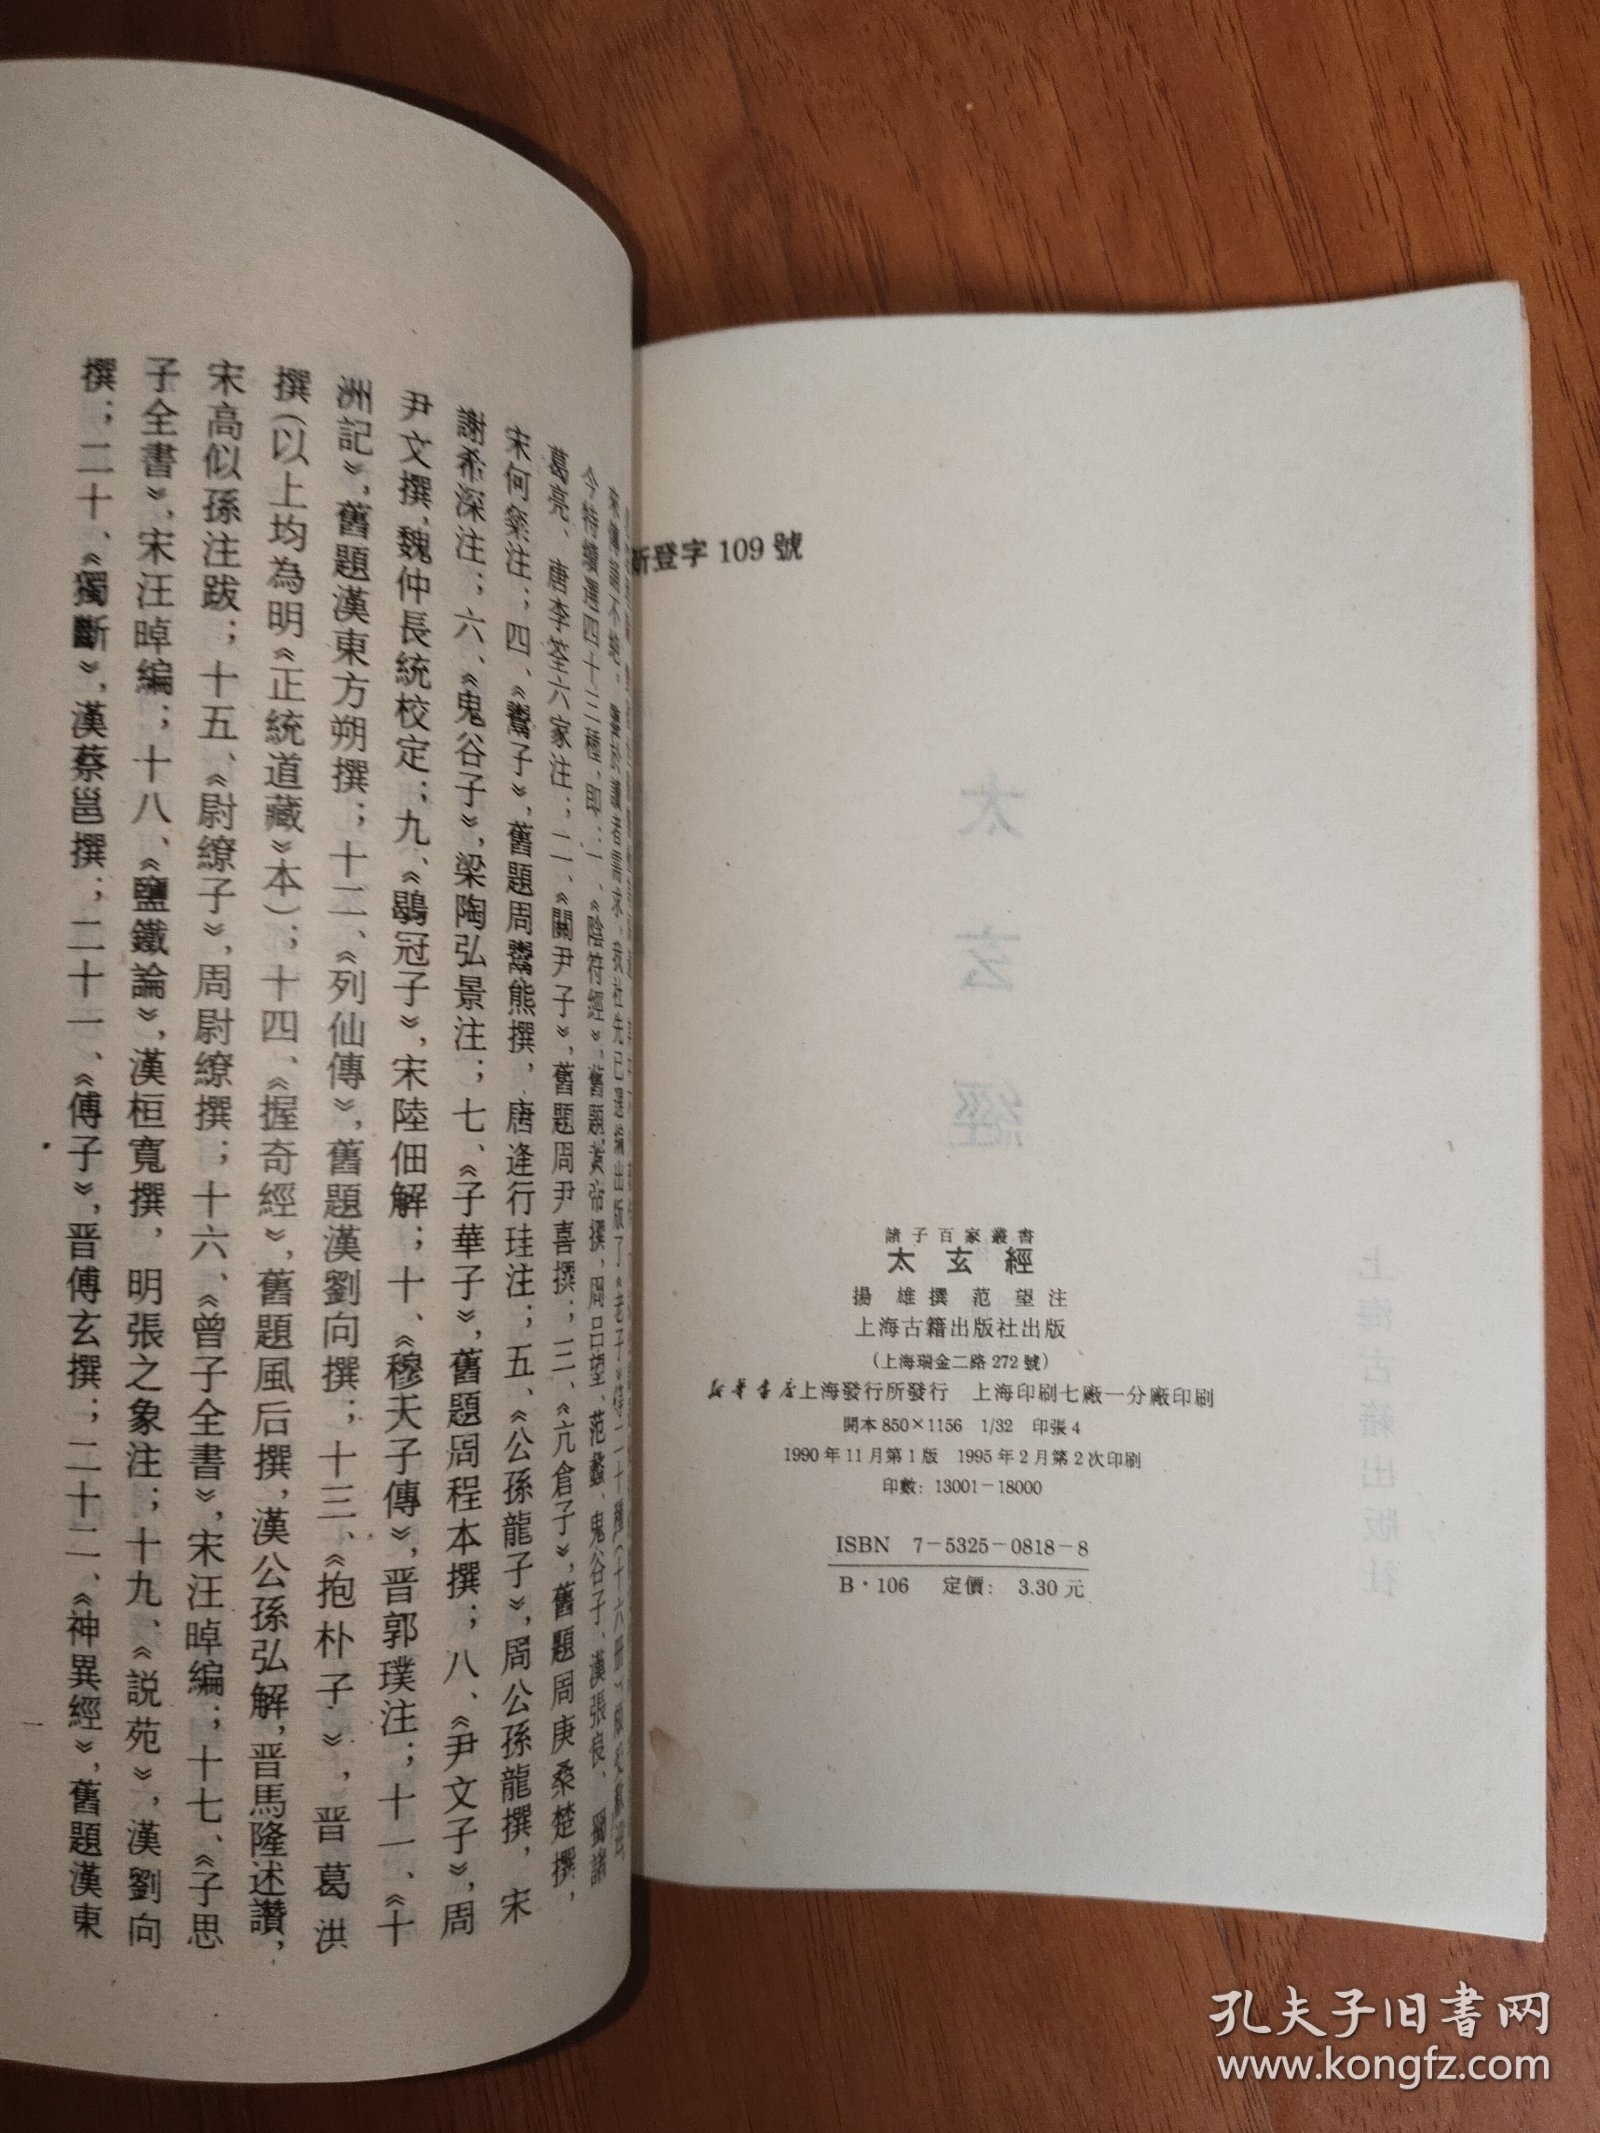 今特續選四十三種，即：一、《陰符經》，舊題黃帝撰，周呂望、范蠡、鬼谷子、漢張良、蜀諸
葛亮、唐李筌六家注；二、《關尹子》，舊題周尹喜撰；三、《亢倉子》，舊題周庚桑楚撰，
宋何粲注；四、《鬻子》，舊題周鬻熊撰，唐逢行珪注；五、《公孫龍子》，周公孫龍撰，宋
謝希深注；六、《鬼谷子》，梁陶弘景注；七、《子華子》，舊題周程本撰；八、《尹文子》，周
尹文撰，魏仲長統校定；九、《鶡冠子》，宋陸佃解；十、《穆天子傳》，晋郭璞注；十一、《十
洲記》，舊題漢東方朔撰；十二、《列仙傳》，舊題漢劉向撰；十三、《抱朴子》，晋葛洪
撰（以上均為明《正統道藏》本）；十四、《握奇經》，舊題風后撰，漢公孫弘解，晋馬隆述讚，
宋高似孫注跋；十五、《尉繚子》，周尉繚撰；十六、《曾子全書》，宋汪晫編；十七、《子思
子全書》，宋汪晫編；十八、《鹽鐵論》，漢桓寬撰，明張之象注；十九、《説苑》，漢劉向
撰；二十、《獨斷》，漢蔡邕撰；二十一、《傅子》，晋傅玄撰；二十二、《神異經》，舊題漢東
一
新登字 109 號
諸子百家叢書
太玄經
揚雄撰 范望注
上海古籍出版社出版
（上海瑞金二路 272 號）
新華書店上海發行所發行 上海印刷七廠一分廠印刷
開本 850×1156 1/32 印張 4
1990 年 11 月第 1 版 1995 年 2 月第 2 次印刷
印數：13001－18000
ISBN 7－5325－0818－8
B·106 定價：3.30 元
太玄經
上海古籍出版社
孔夫子旧书网
www.kongfz.com